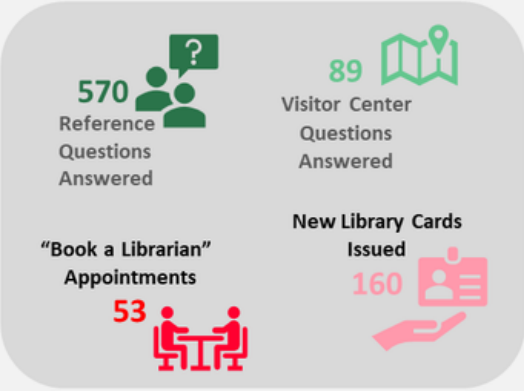 ?
570
Reference
Questions
Answered
89
Visitor Center
Questions
Answered
“Book a Librarian”
Appointments
53
New Library Cards
Issued
160